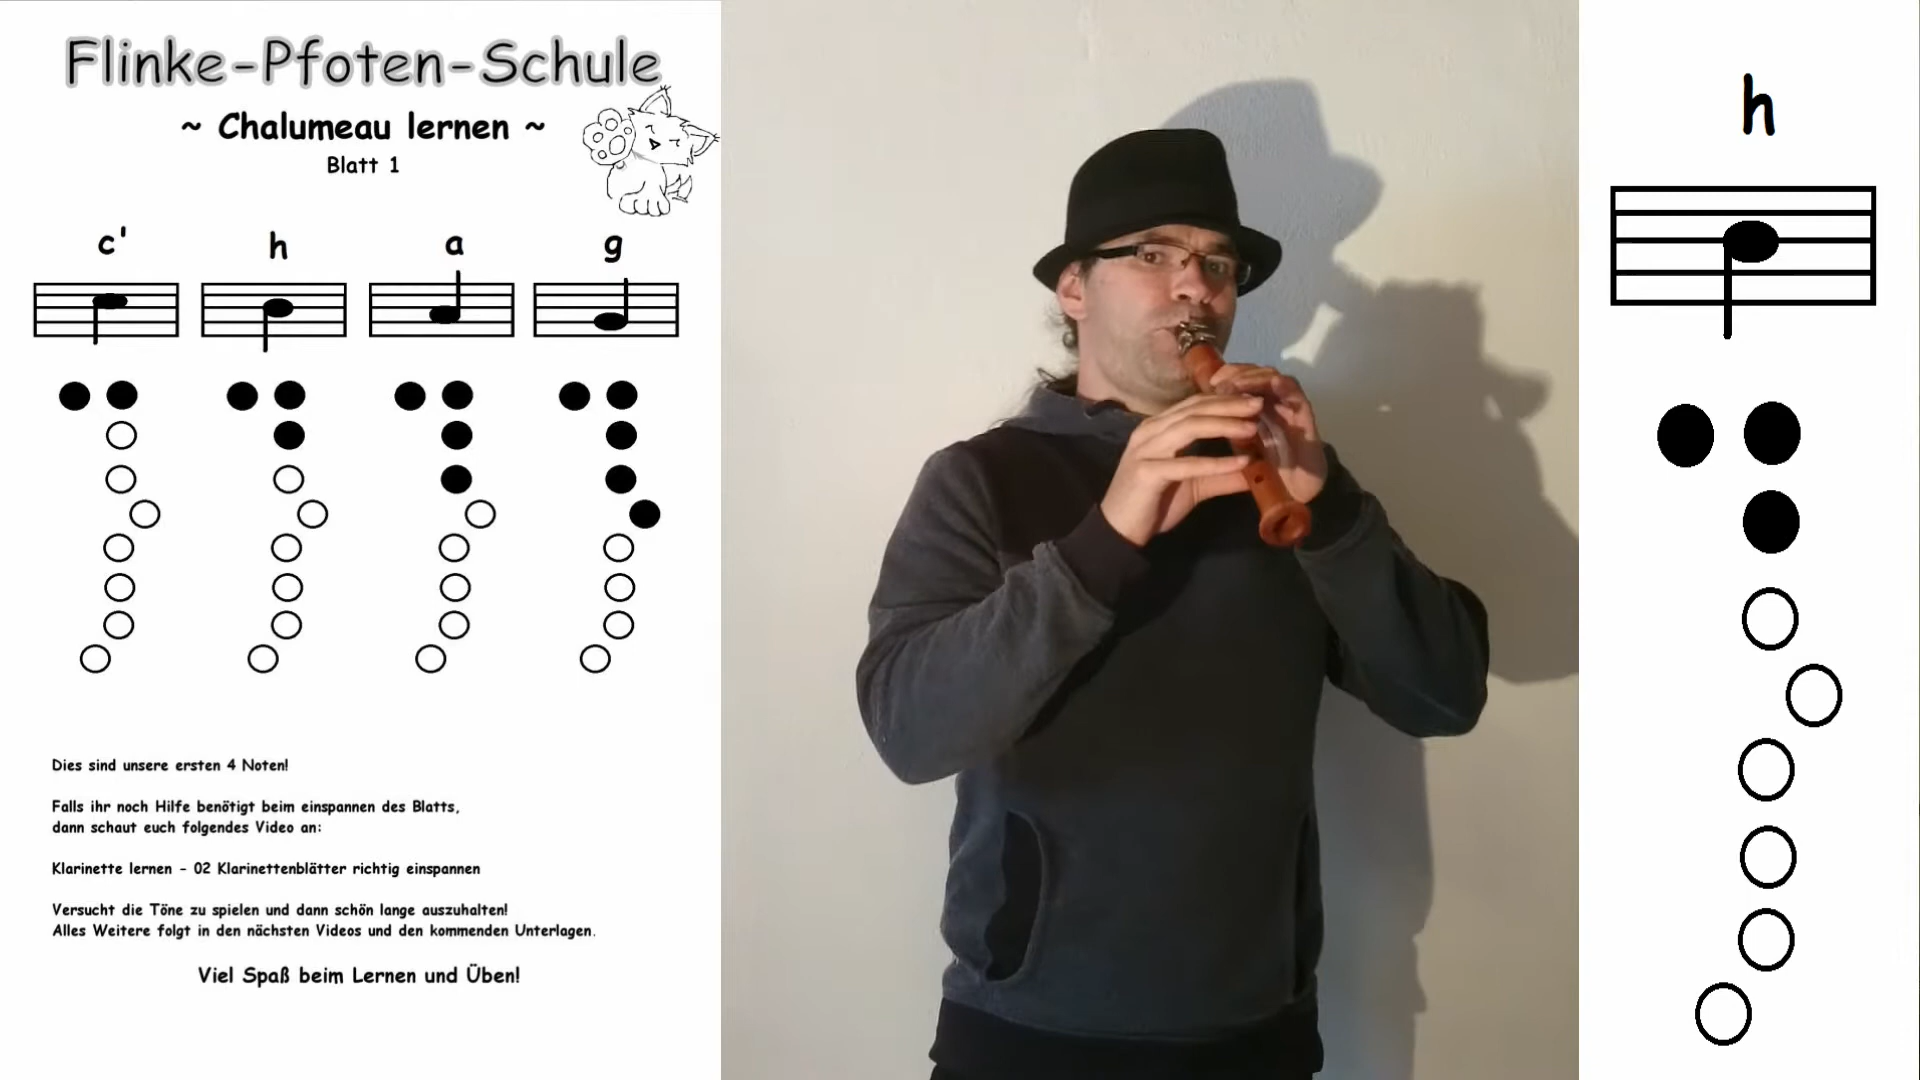 Flinke-Pfoten-Schule
~ Chalumeau lernen ~
Blatt 1
c' h a g
Dies sind unsere ersten 4 Noten!
Falls ihr noch Hilfe benötigt beim einspannen des Blatts,
dann schaut euch folgendes Video an:
Klarinette lernen - 02 Klarinettenblätter richtig einspannen
Versucht die Töne zu spielen und dann schön lange auszuhalten!
Alles Weitere folgt in den nächsten Videos und den kommenden Unterlagen.
Viel Spaß beim Lernen und Üben!
h